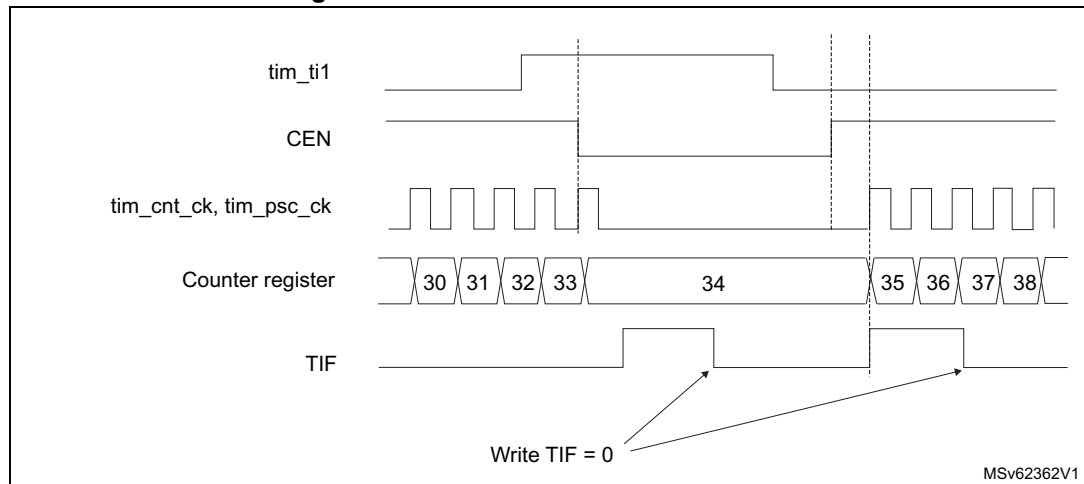 tim_ti1
CEN
tim_cnt_ck, tim_psc_ck
Counter register 30 31 32 33 34 35 36 37 38
TIF
Write TIF = 0
MSv62362V1